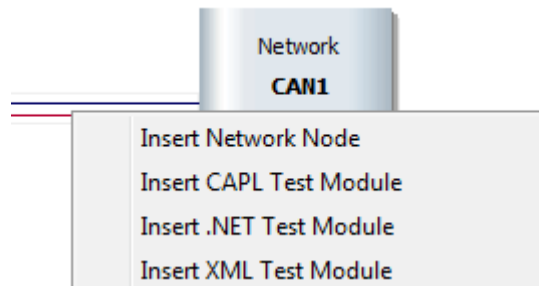 Network
CAN1
Insert Network Node
Insert CAPL Test Module
Insert .NET Test Module
Insert XML Test Module